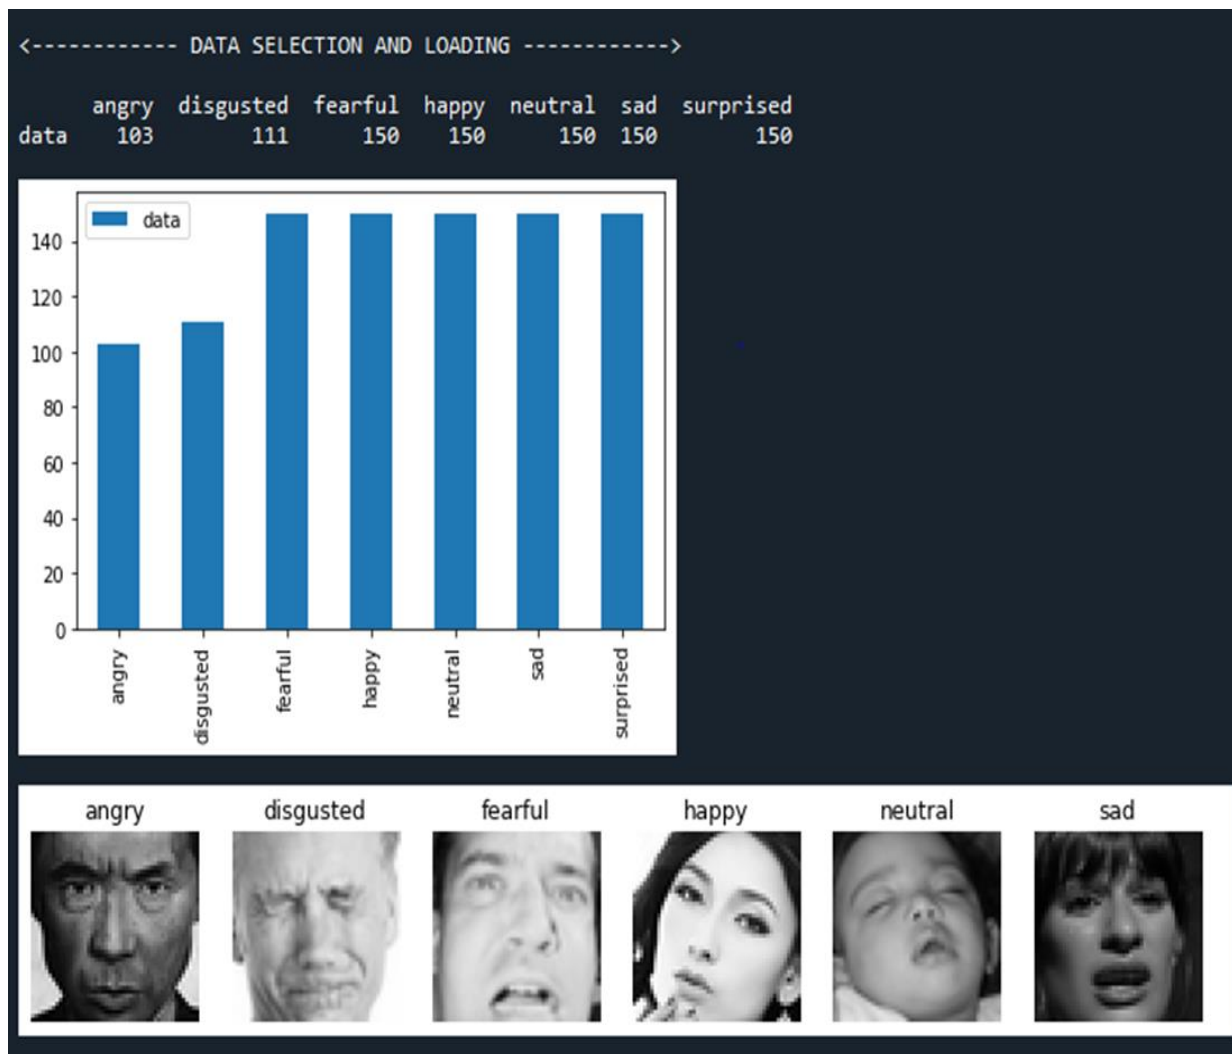 <------------ DATA SELECTION AND LOADING ------------>
angry disgusted fearful happy neutral sad surprised
data 103 111 150 150 150 150 150
data
140
120
100
80
60
40
20
0
angry
disgusted
fearful
happy
neutral
sad
surprised
angry disgusted fearful happy neutral sad